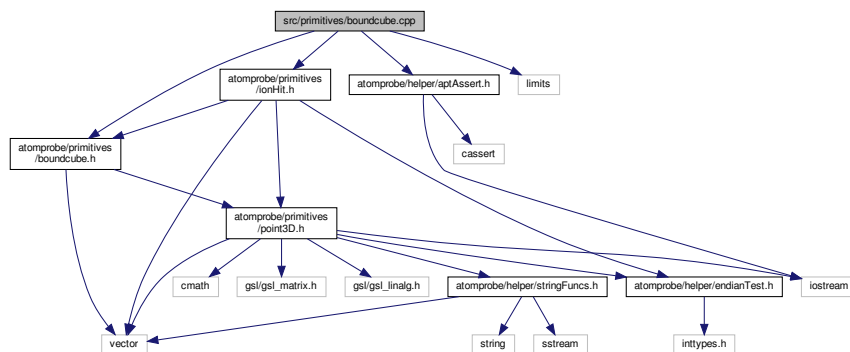 src/primitives/boundcube.cpp
atomprobe/primitives
/ionHit.h
atomprobe/helper/aptAssert.h
limits
atomprobe/primitives
/boundcube.h
cassert
atomprobe/primitives
/point3D.h
cmath
gsl/gsl_matrix.h
gsl/gsl_linalg.h
atomprobe/helper/stringFuncs.h
atomprobe/helper/endianTest.h
iostream
vector
string
sstream
inttypes.h